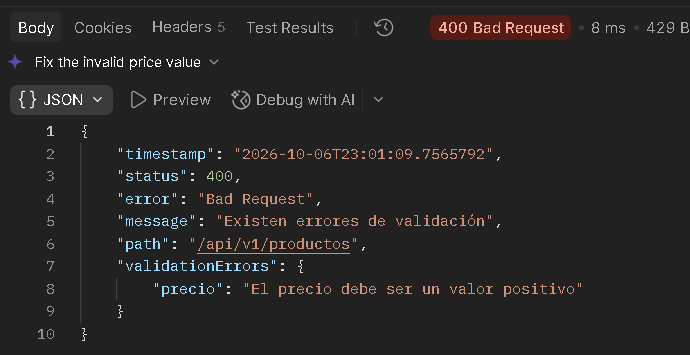 Body Cookies Headers 5 Test Results 400 Bad Request • 8 ms • 429 B
Fix the invalid price value
{} JSON Preview Debug with AI
1 {
2 "timestamp": "2026-10-06T23:01:09.7565792",
3 "status": 400,
4 "error": "Bad Request",
5 "message": "Existen errores de validación",
6 "path": "/api/v1/productos",
7 "validationErrors": {
8 "precio": "El precio debe ser un valor positivo"
9 }
10 }